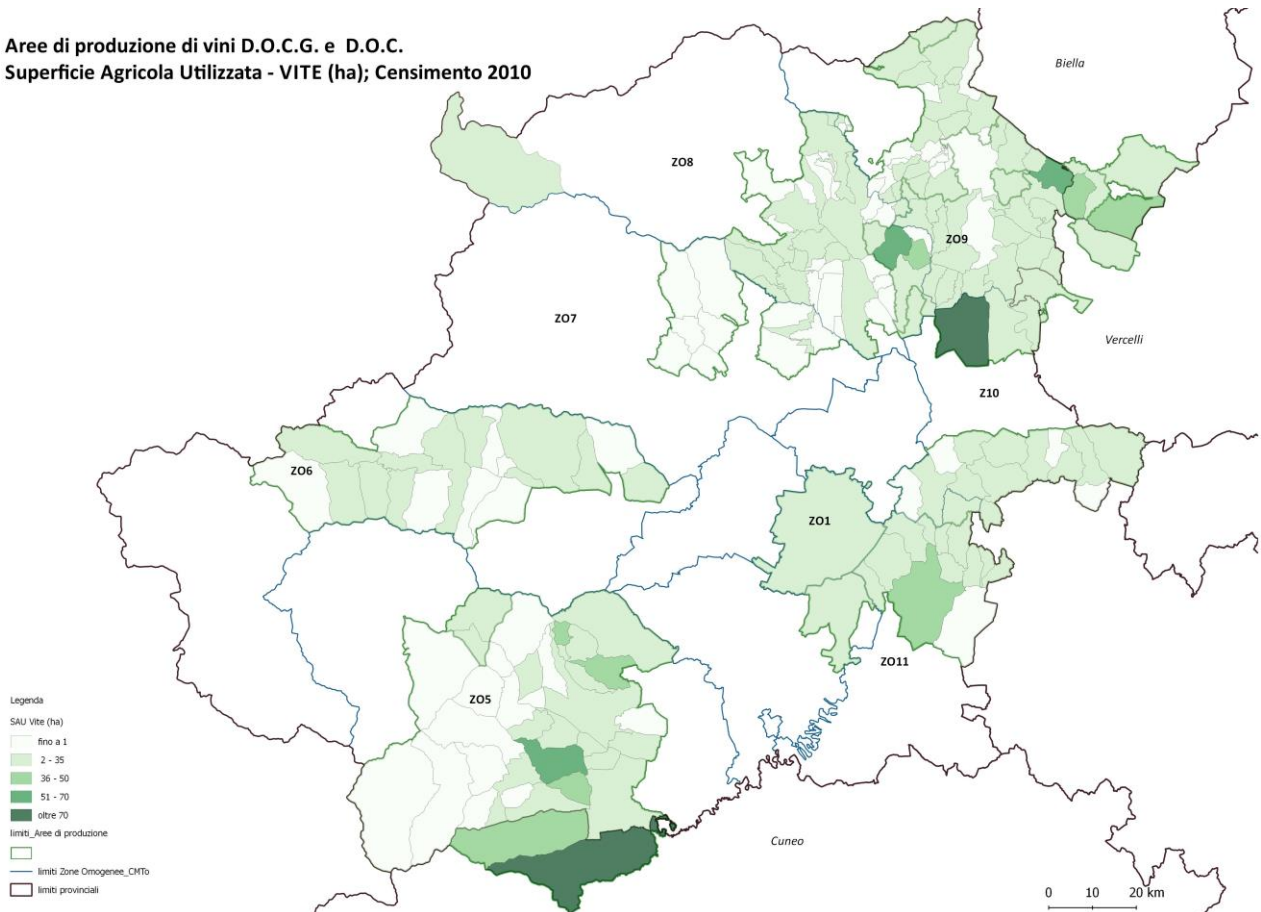 Aree di produzione di vini D.O.C.G. e D.O.C.
Superficie Agricola Utilizzata - VITE (ha); Censimento 2010
Biella
ZO8
ZO9
ZO7
Vercelli
Z10
ZO6
ZO1
ZO11
ZO5
Cuneo
Legenda
SAU Vite (ha)
fino a 1
2 - 35
36 - 50
51 - 70
oltre 70
limiti_Aree di produzione
limiti Zone Omogenee_CMTo
limiti provinciali
0 10 20 km